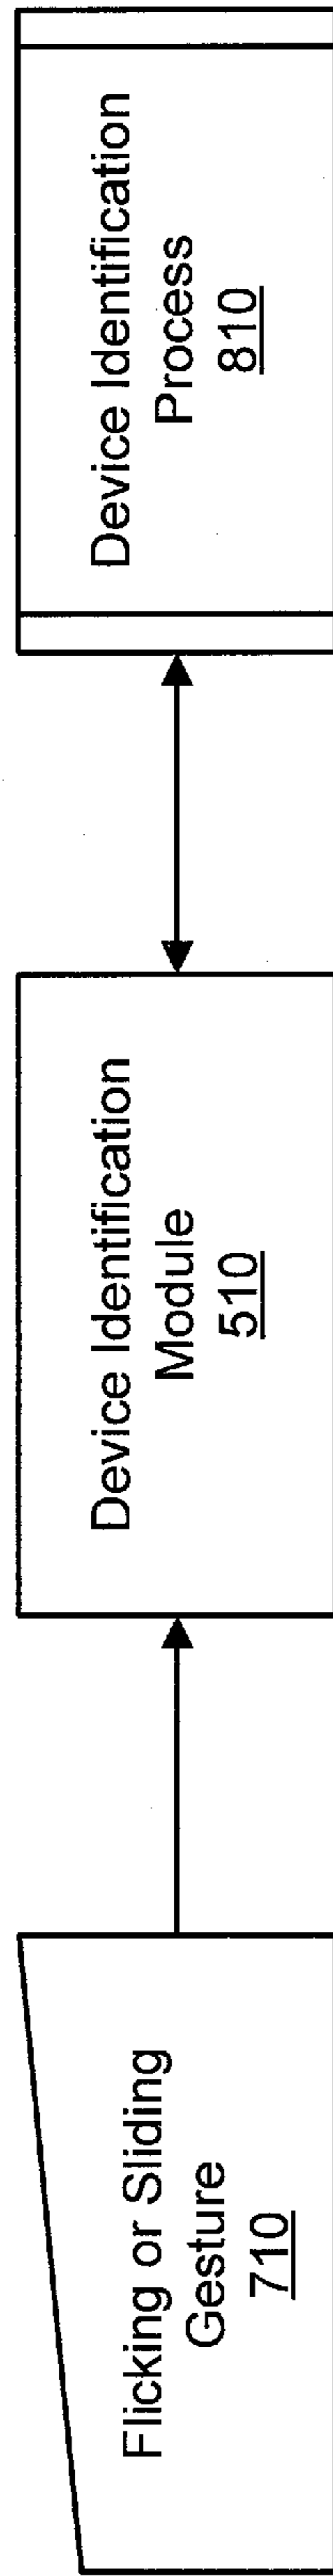 Flicking or Sliding
Gesture
710
Device Identification
Module
510
Device Identification
Process
810